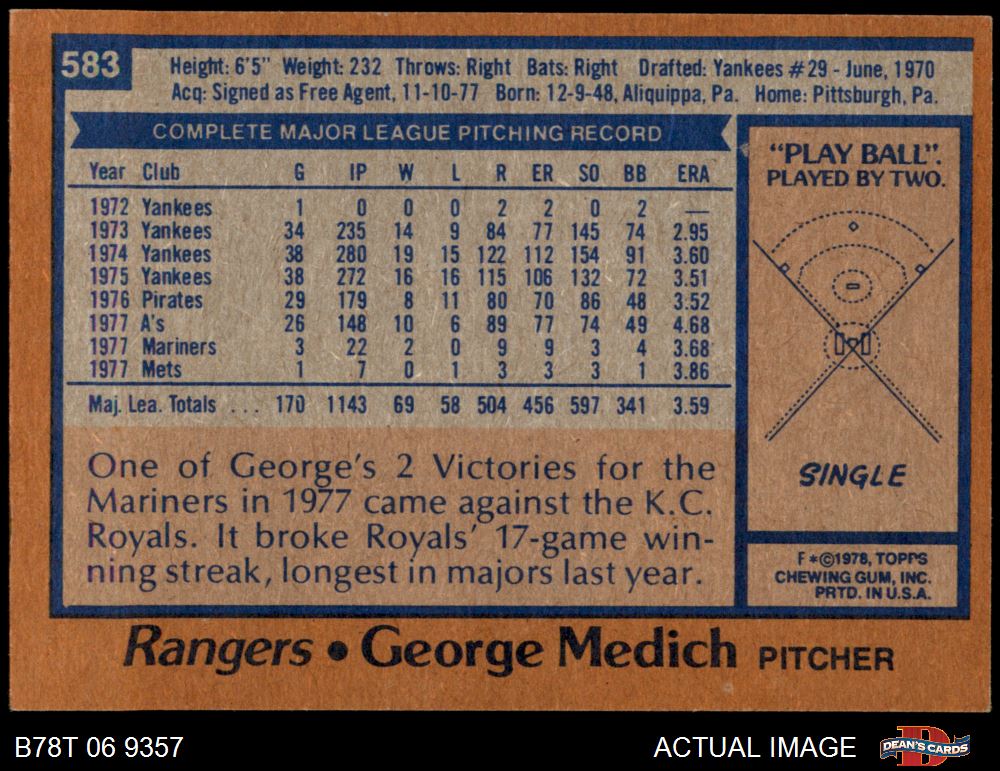 583
Height: 6'5" Weight: 232 Throws: Right Bats: Right Drafted: Yankees #29 - June, 1970
Acq: Signed as Free Agent, 11-10-77 Born: 12-9-48, Aliquippa, Pa. Home: Pittsburgh, Pa.
COMPLETE MAJOR LEAGUE PITCHING RECORD
Year Club G IP W L R ER SO BB ERA
1972 Yankees 1 0 0 0 2 2 0 2 —
1973 Yankees 34 235 14 9 84 77 145 74 2.95
1974 Yankees 38 280 19 15 122 112 154 91 3.60
1975 Yankees 38 272 16 16 115 106 132 72 3.51
1976 Pirates 29 179 8 11 80 70 86 48 3.52
1977 A's 26 148 10 6 89 77 74 49 4.68
1977 Mariners 3 22 2 0 9 9 3 4 3.68
1977 Mets 1 7 0 1 3 3 3 1 3.86
Maj. Lea. Totals ... 170 1143 69 58 504 456 597 341 3.59
One of George's 2 Victories for the
Mariners in 1977 came against the K.C.
Royals. It broke Royals' 17-game win-
ning streak, longest in majors last year.
"PLAY BALL".
PLAYED BY TWO.
SINGLE
F *©1978, TOPPS
CHEWING GUM, INC.
PRTD. IN U.S.A.
Rangers • George Medich PITCHER
B78T 06 9357
ACTUAL IMAGE
D
DEAN'S CARDS